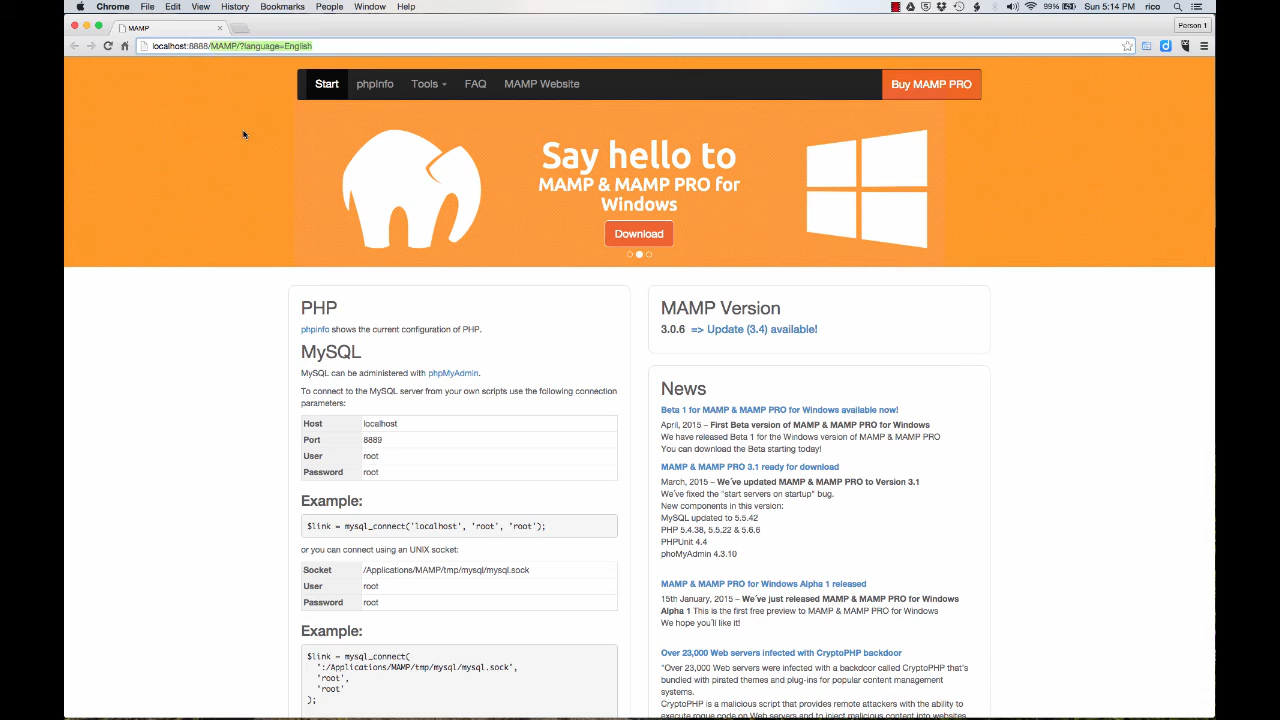 Chrome File Edit View History Bookmarks People Window Help
99% Sun 5:14 PM rico
MAMP
Person 1
localhost:8888/MAMP/?language=English
Start phpInfo Tools FAQ MAMP Website Buy MAMP PRO
Say hello to
MAMP & MAMP PRO for
Windows
Download
PHP
phpinfo shows the current configuration of PHP.
MySQL
MySQL can be administered with phpMyAdmin.
To connect to the MySQL server from your own scripts use the following connection
parameters:
Host localhost
Port 8889
User root
Password root
Example:
$link = mysql_connect('localhost', 'root', 'root');
or you can connect using an UNIX socket:
Socket /Applications/MAMP/tmp/mysql/mysql.sock
User root
Password root
Example:
$link = mysql_connect(
':/Applications/MAMP/tmp/mysql/mysql.sock',
'root',
'root'
);
MAMP Version
3.0.6 => Update (3.4) available!
News
Beta 1 for MAMP & MAMP PRO for Windows available now!
April, 2015 – First Beta version of MAMP & MAMP PRO for Windows
We have released Beta 1 for the Windows version of MAMP & MAMP PRO
You can download the Beta starting today!
MAMP & MAMP PRO 3.1 ready for download
March, 2015 – We´ve updated MAMP & MAMP PRO to Version 3.1
We´ve fixed the "start servers on startup" bug.
New components in this version:
MySQL updated to 5.5.42
PHP 5.4.38, 5.5.22 & 5.6.6
PHPUnit 4.4
phoMyAdmin 4.3.10
MAMP & MAMP PRO for Windows Alpha 1 released
15th January, 2015 – We´ve just released MAMP & MAMP PRO for Windows
Alpha 1 This is the first free preview to MAMP & MAMP PRO for Windows
We hope you´ll like it!
Over 23,000 Web servers infected with CryptoPHP backdoor
"Over 23,000 Web servers were infected with a backdoor called CryptoPHP that's
bundled with pirated themes and plug-ins for popular content management
systems.
CryptoPHP is a malicious script that provides remote attackers with the ability to
execute rogue code on Web servers and to inject malicious content into websites